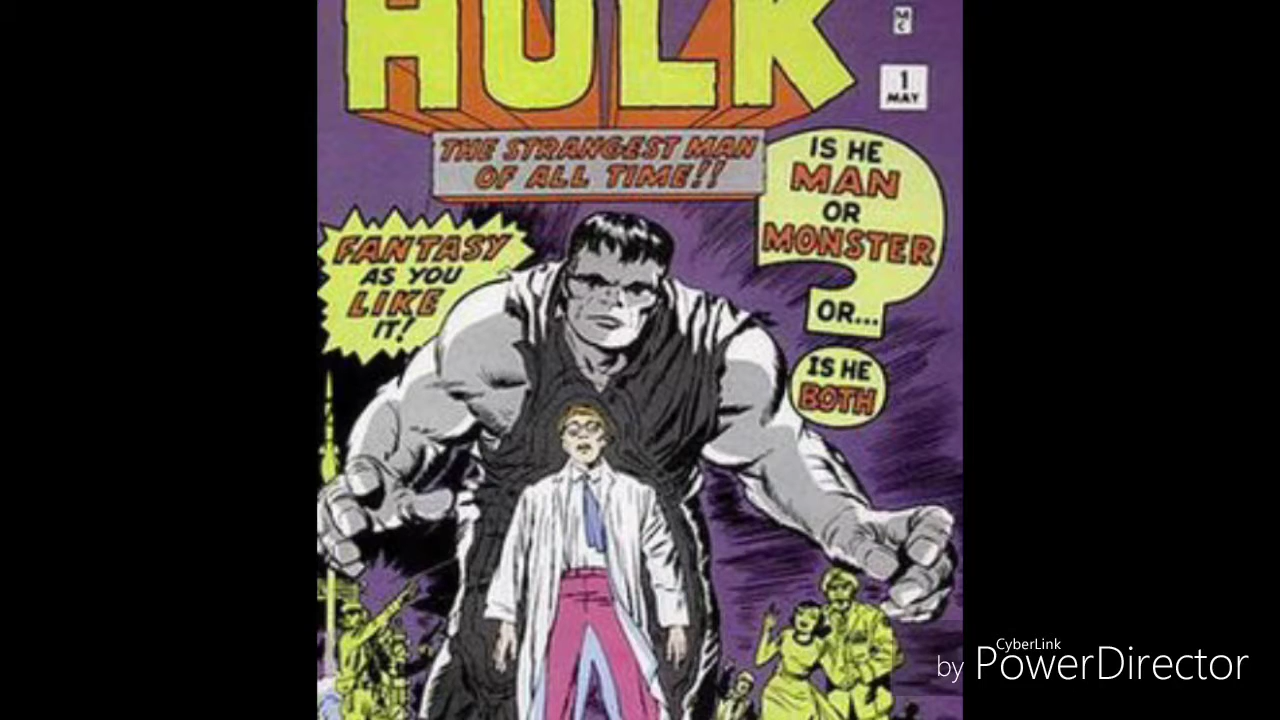 HULK
M
C
1
MAY
THE STRANGEST MAN
OF ALL TIME!!
IS HE
MAN
OR
MONSTER
OR...
IS HE
BOTH
FANTASY
AS YOU
LIKE
IT!
CyberLink
by PowerDirector